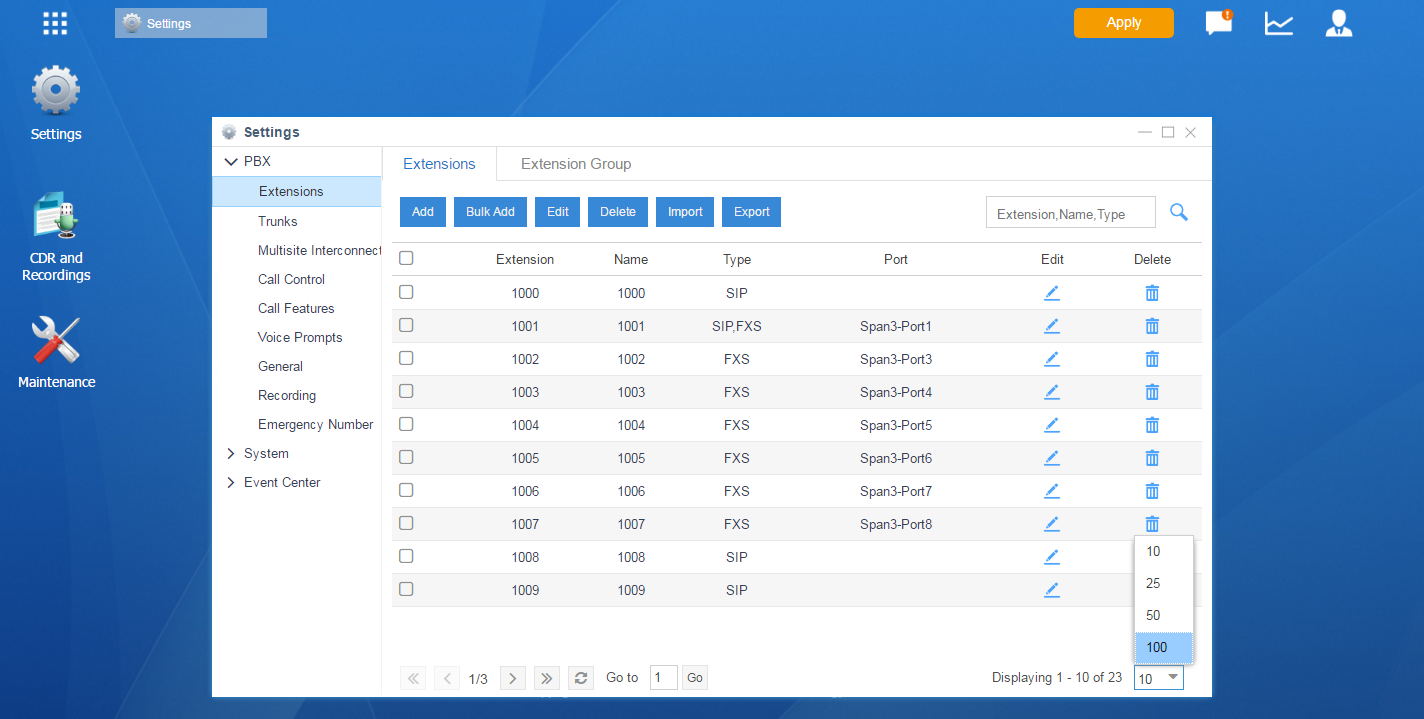 Settings
Apply
!
Settings
CDR and
Recordings
Maintenance
Settings
PBX
Extensions
Trunks
Multisite Interconnect
Call Control
Call Features
Voice Prompts
General
Recording
Emergency Number
System
Event Center
Extensions Extension Group
Add Bulk Add Edit Delete Import Export Extension,Name,Type
Extension Name Type Port Edit Delete
1000 1000 SIP
1001 1001 SIP,FXS Span3-Port1
1002 1002 FXS Span3-Port3
1003 1003 FXS Span3-Port4
1004 1004 FXS Span3-Port5
1005 1005 FXS Span3-Port6
1006 1006 FXS Span3-Port7
1007 1007 FXS Span3-Port8
1008 1008 SIP
1009 1009 SIP
10
25
50
100
1/3 Go to 1 Go Displaying 1 - 10 of 23 10